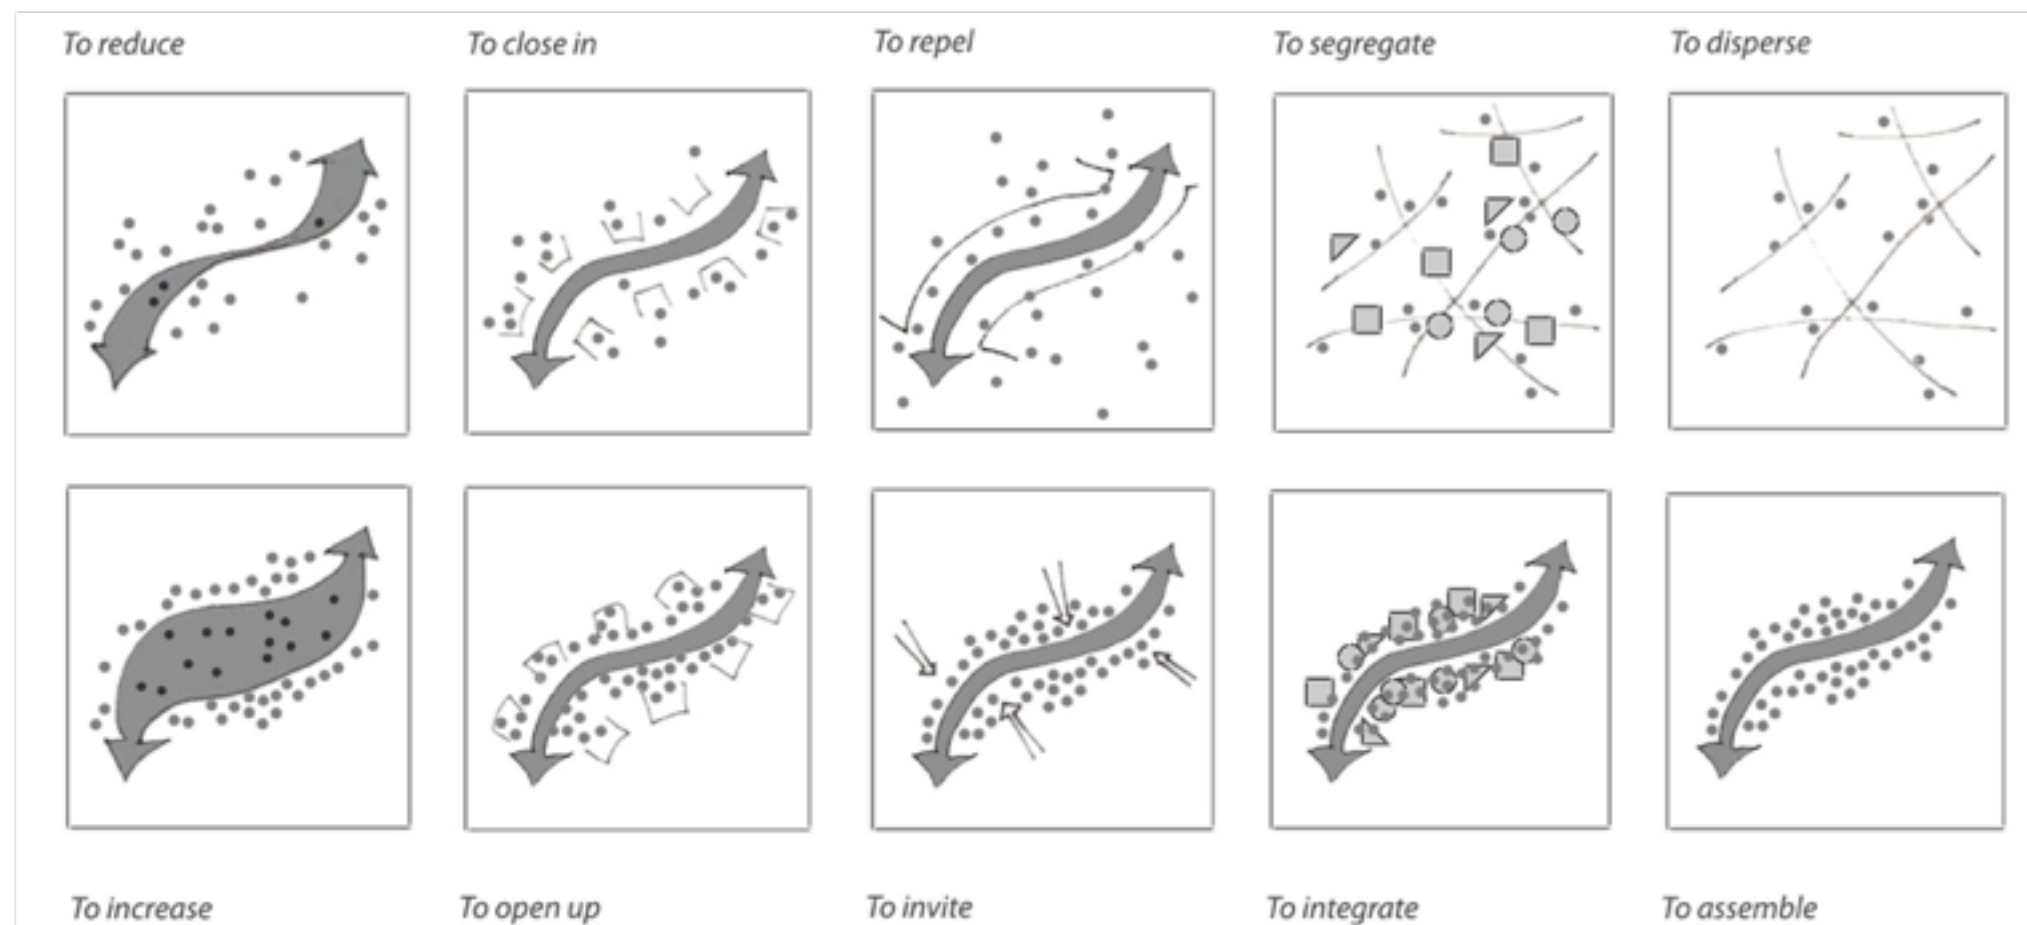 To reduce
To close in
To repel
To segregate
To disperse
To increase
To open up
To invite
To integrate
To assemble